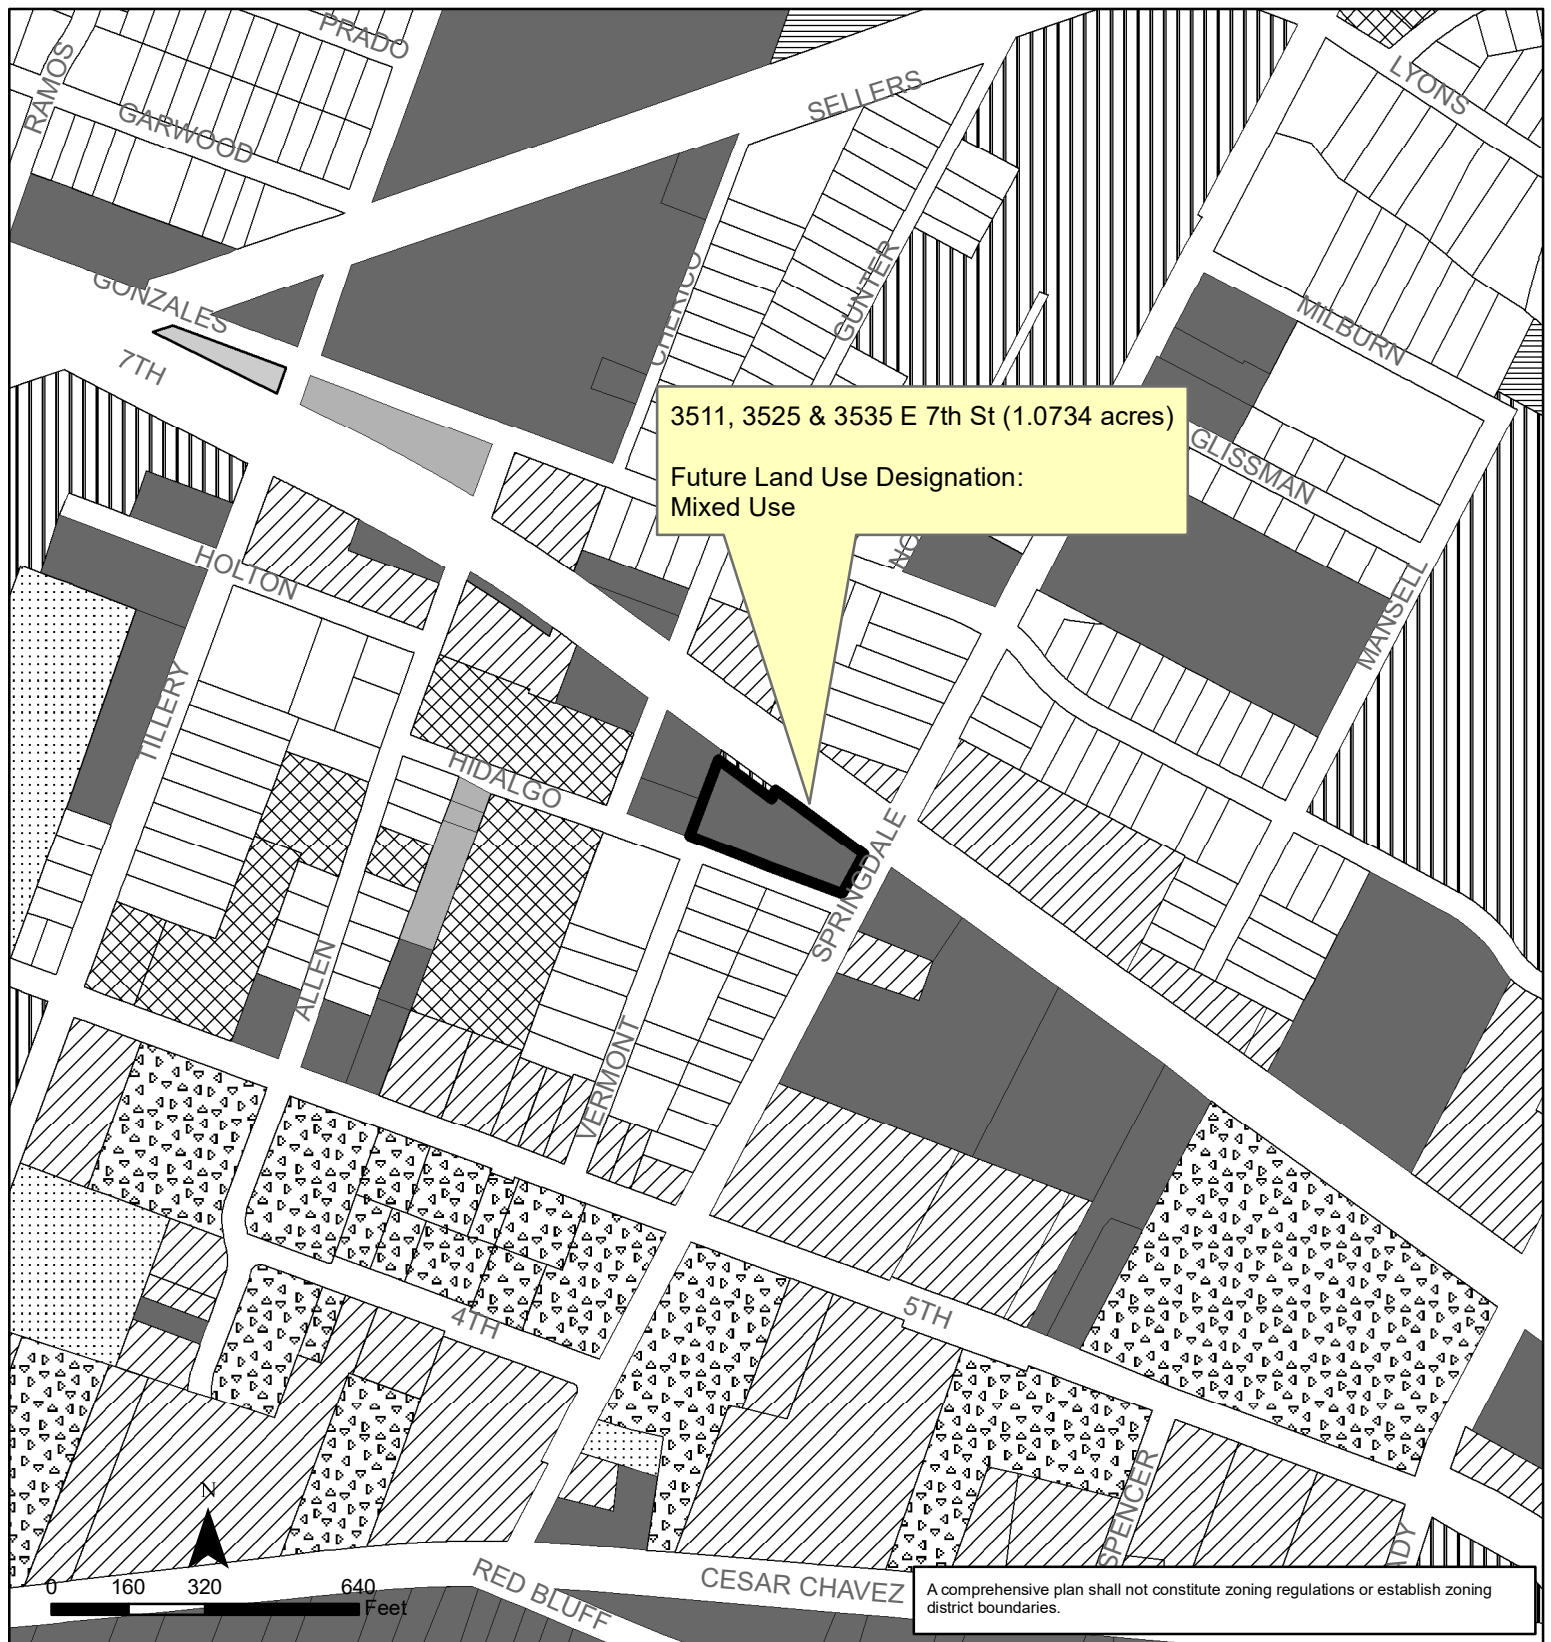 PRADO
RAMOS
LYONS
SELLERS
GARWOOD
GUNTER
CHERICO
GONZALES
MILBURN
7TH
3511, 3525 & 3535 E 7th St (1.0734 acres)
Future Land Use Designation:
Mixed Use
GLISSMAN
HOLTON
MANSELL
TILLERY
HIDALGO
SPRINGDALE
ALLEN
VERMONT
4TH
5TH
SPENCER
N
0 160 320 640
Feet
RED BLUFF
CESAR CHAVEZ
A comprehensive plan shall not constitute zoning regulations or establish zoning
district boundaries.